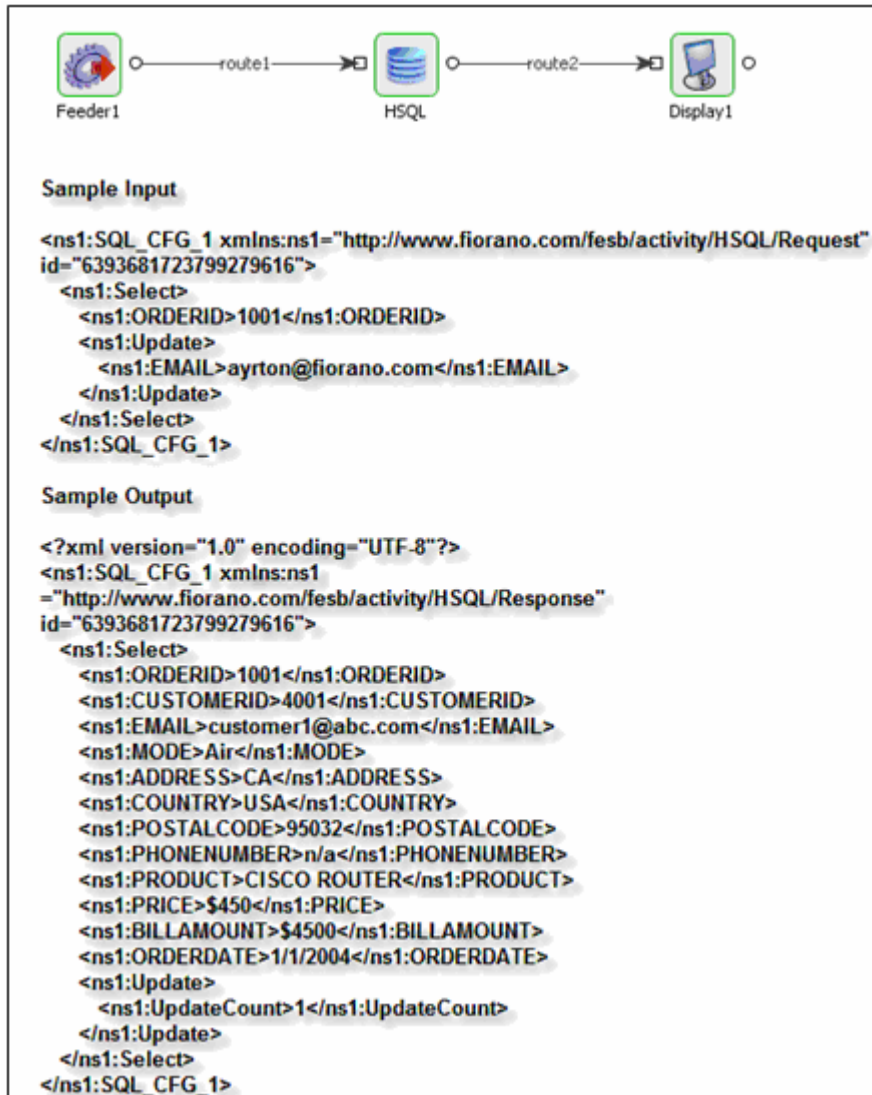 route1 route2
Feeder1 HSQL Display1
Sample Input
<ns1:SQL_CFG_1 xmlns:ns1="http://www.fiorano.com/fesb/activity/HSQL/Request"
id="6393681723799279616">
<ns1:Select>
<ns1:ORDERID>1001</ns1:ORDERID>
<ns1:Update>
<ns1:EMAIL>ayrton@fiorano.com</ns1:EMAIL>
</ns1:Update>
</ns1:Select>
</ns1:SQL_CFG_1>
Sample Output
<?xml version="1.0" encoding="UTF-8"?>
<ns1:SQL_CFG_1 xmlns:ns1
="http://www.fiorano.com/fesb/activity/HSQL/Response"
id="6393681723799279616">
<ns1:Select>
<ns1:ORDERID>1001</ns1:ORDERID>
<ns1:CUSTOMERID>4001</ns1:CUSTOMERID>
<ns1:EMAIL>customer1@abc.com</ns1:EMAIL>
<ns1:MODE>Air</ns1:MODE>
<ns1:ADDRESS>CA</ns1:ADDRESS>
<ns1:COUNTRY>USA</ns1:COUNTRY>
<ns1:POSTALCODE>95032</ns1:POSTALCODE>
<ns1:PHONENUMBER>n/a</ns1:PHONENUMBER>
<ns1:PRODUCT>CISCO ROUTER</ns1:PRODUCT>
<ns1:PRICE>$450</ns1:PRICE>
<ns1:BILLAMOUNT>$4500</ns1:BILLAMOUNT>
<ns1:ORDERDATE>1/1/2004</ns1:ORDERDATE>
<ns1:Update>
<ns1:UpdateCount>1</ns1:UpdateCount>
</ns1:Update>
</ns1:Select>
</ns1:SQL_CFG_1>